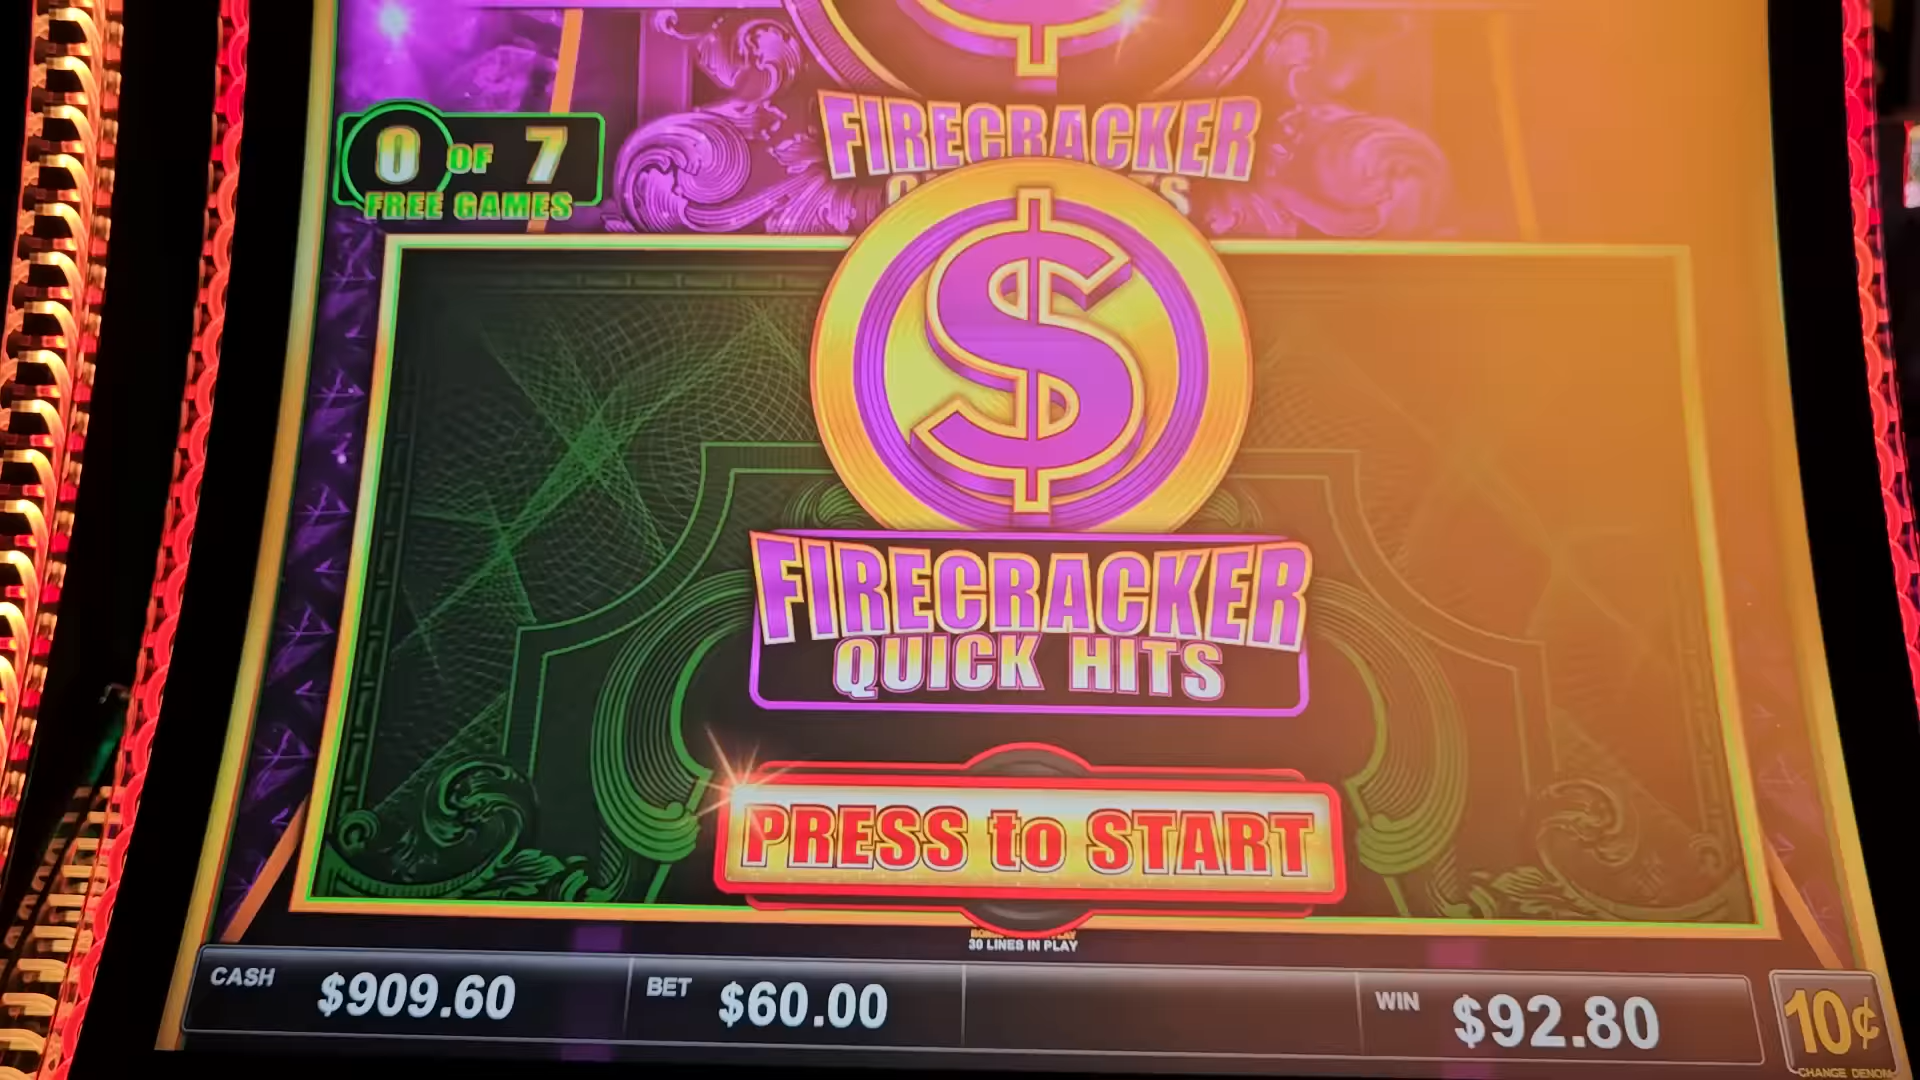 FIRECRACKER
0 OF 7
FREE GAMES
$
FIRECRACKER
QUICK HITS
PRESS to START
30 LINES IN PLAY
CASH $909.60 BET $60.00 WIN $92.80
10¢
CHANGE DENOM